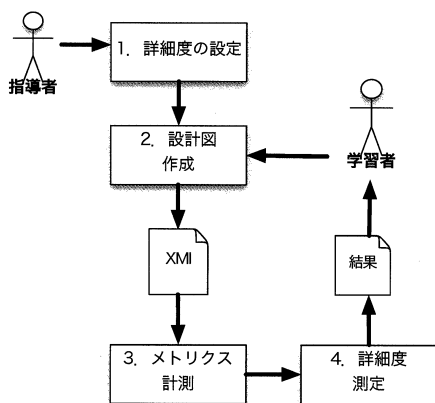 1. 詳細度の設定
指導者
2. 設計図
作成
学習者
XMI
結果
3. メトリクス
計測
4. 詳細度
測定